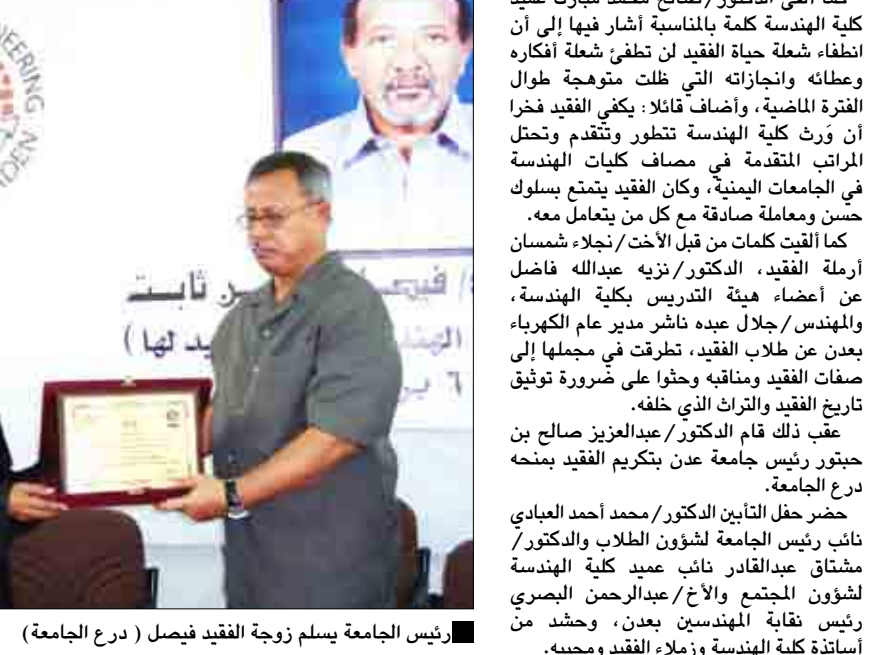 كما ألقى الدكتور/صالح محمد مبارك عميد
كلية الهندسة كلمة بالمناسبة أشار فيها إلى أن
انطفاء شعلة حياة الفقيد لن تطفئ شعلة أفكاره
وعطائه وانجازاته التي ظلت متوهجة طوال
الفترة الماضية، وأضاف قائلا: يكفي الفقيد فخرا
أن وَرث كلية الهندسة تتطور وتتقدم وتحتل
المراتب المتقدمة في مصاف كليات الهندسة
في الجامعات اليمنية، وكان الفقيد يتمتع بسلوك
حسن ومعاملة صادقة مع كل من يتعامل معه.
كما ألقيت كلمات من قبل الأخت/نجلاء شمسان
أرملة الفقيد، الدكتور/نزيه عبدالله فاضل
عن أعضاء هيئة التدريس بكلية الهندسة،
والمهندس/جلال عبده ناشر مدير عام الكهرباء
بعدن عن طلاب الفقيد، تطرقت في مجملها إلى
صفات الفقيد ومناقبه وحثوا على ضرورة توثيق
تاريخ الفقيد والتراث الذي خلفه.
عقب ذلك قام الدكتور/عبدالعزيز صالح بن
حبتور رئيس جامعة عدن بتكريم الفقيد بمنحه
درع الجامعة.
حضر حفل التأبين الدكتور/محمد أحمد العبادي
نائب رئيس الجامعة لشؤون الطلاب والدكتور/
مشتاق عبدالقادر نائب عميد كلية الهندسة
لشؤون المجتمع والأخ/عبدالرحمن البصري
رئيس نقابة المهندسين بعدن، وحشد من
أساتذة كلية الهندسة وزملاء الفقيد ومحبيه.
ثابت
يد لها )
رئيس الجامعة يسلم زوجة الفقيد فيصل ( درع الجامعة)